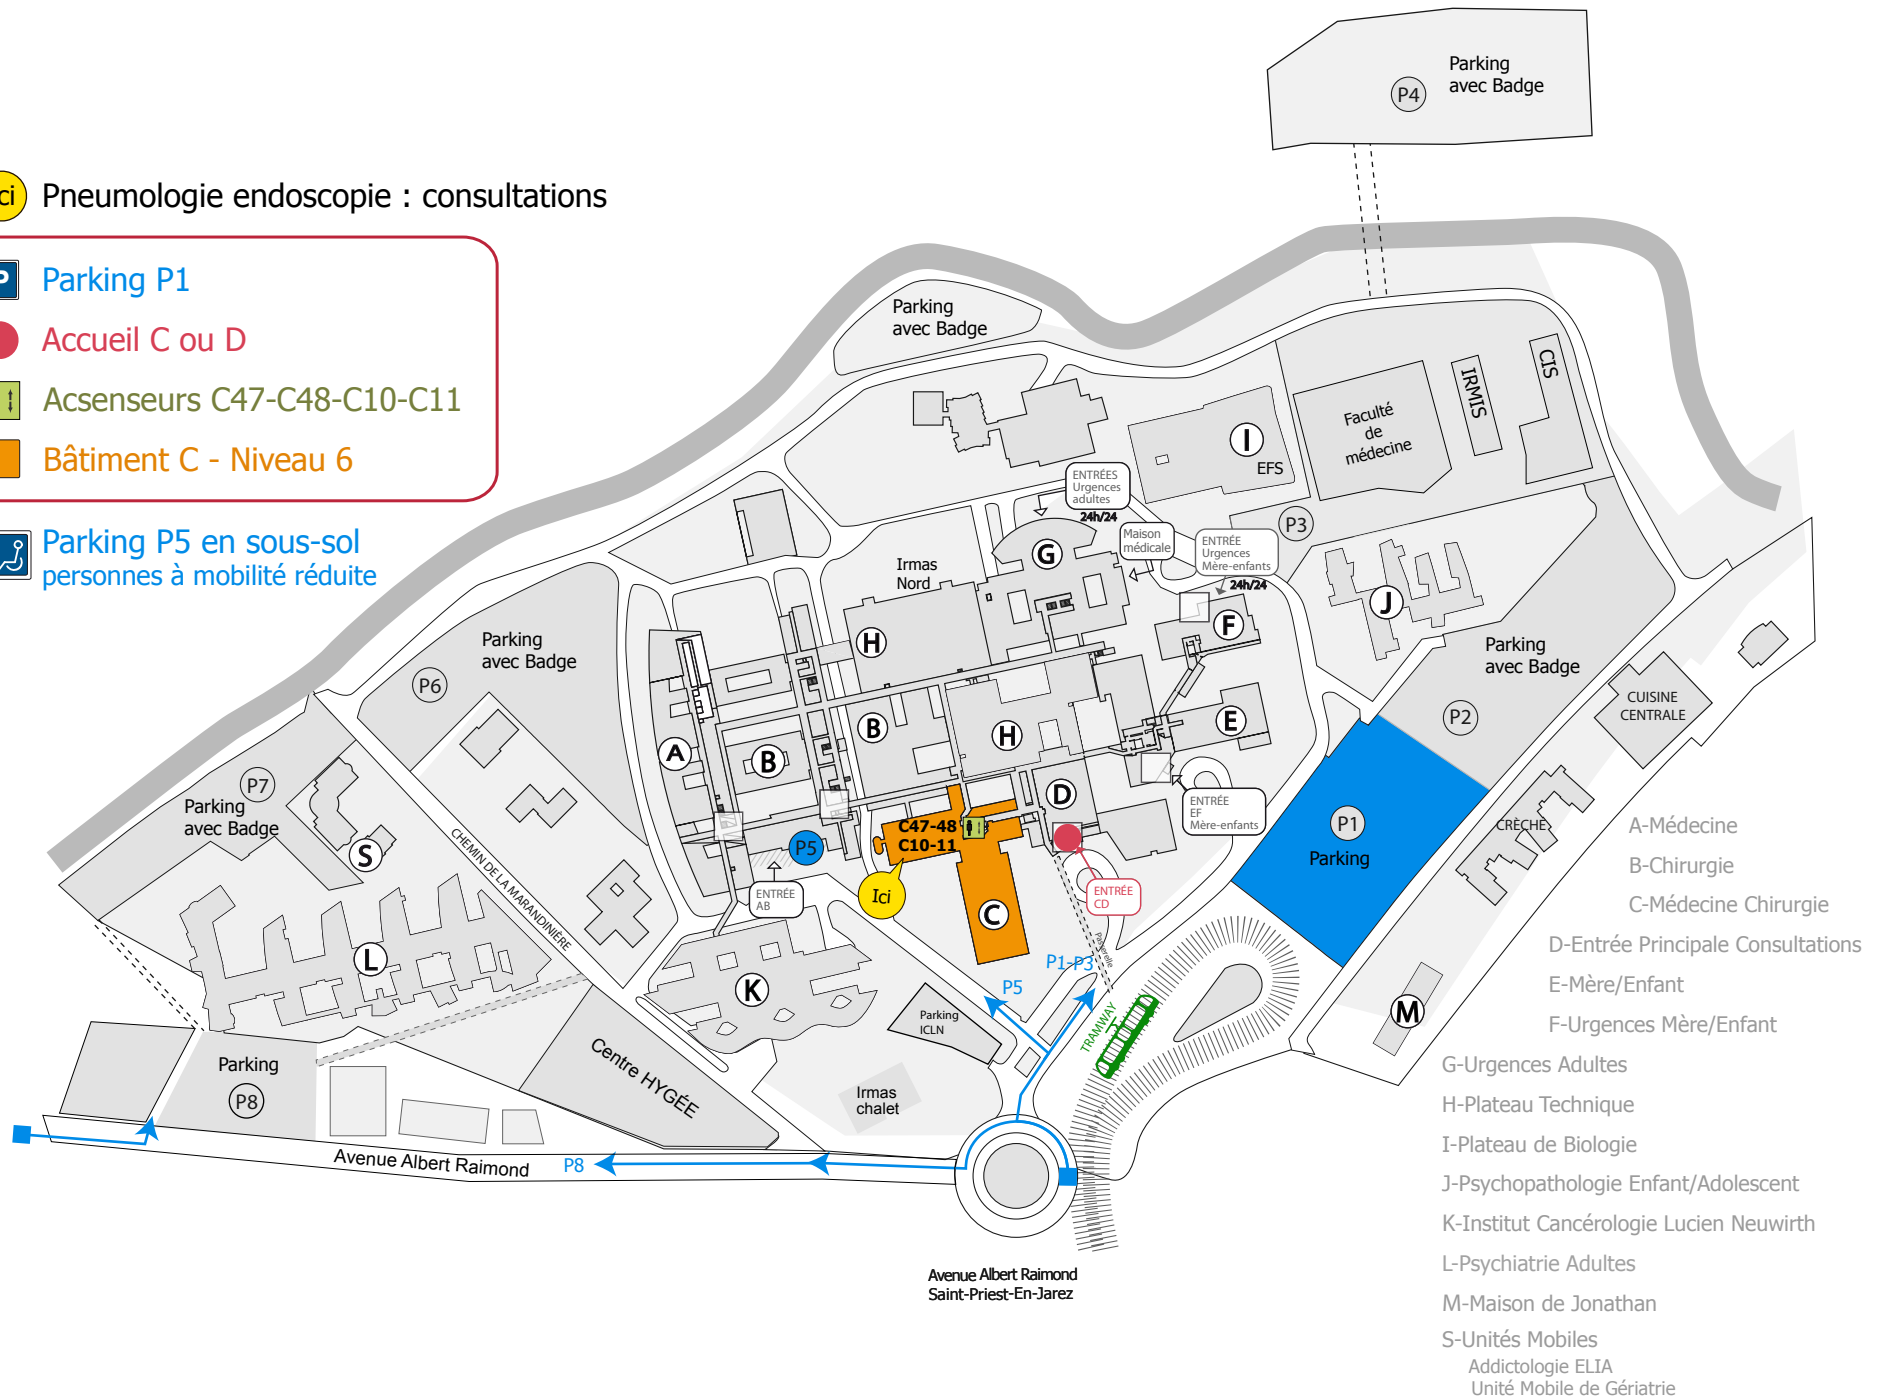 ci Pneumologie endoscopie : consultations
P Parking P1
Accueil C ou D
Acsenseurs C47-C48-C10-C11
Bâtiment C - Niveau 6
Parking P5 en sous-sol
personnes à mobilité réduite
P4
Parking
avec Badge
Parking
avec Badge
I
EFS
Faculté
de
médecine
IRMIS
CIS
ENTRÉES
Urgences
adultes
24h/24
Maison
médicale
ENTRÉE
Urgences
Mère-enfants
24h/24
P3
Irmas
Nord
G
J
F
H
Parking
avec Badge
P6
Parking
avec Badge
P2
CUISINE
CENTRALE
A
B
B
H
E
P7
Parking
avec Badge
S
CHEMIN DE LA MARANDINIÈRE
D
ENTRÉE
EF
Mère-enfants
P1
Parking
CRÈCHE
C47-48
C10-11
P5
ENTRÉE
AB
Ici
C
ENTRÉE
CD
Passerelle
P1-P3
P5
L
K
M
TRAMWAY
Parking
ICLN
Centre HYGÉE
Irmas
chalet
Parking
P8
Avenue Albert Raimond
P8
Avenue Albert Raimond
Saint-Priest-En-Jarez
A-Médecine
B-Chirurgie
C-Médecine Chirurgie
D-Entrée Principale Consultations
E-Mère/Enfant
F-Urgences Mère/Enfant
G-Urgences Adultes
H-Plateau Technique
I-Plateau de Biologie
J-Psychopathologie Enfant/Adolescent
K-Institut Cancérologie Lucien Neuwirth
L-Psychiatrie Adultes
M-Maison de Jonathan
S-Unités Mobiles
Addictologie ELIA
Unité Mobile de Gériatrie